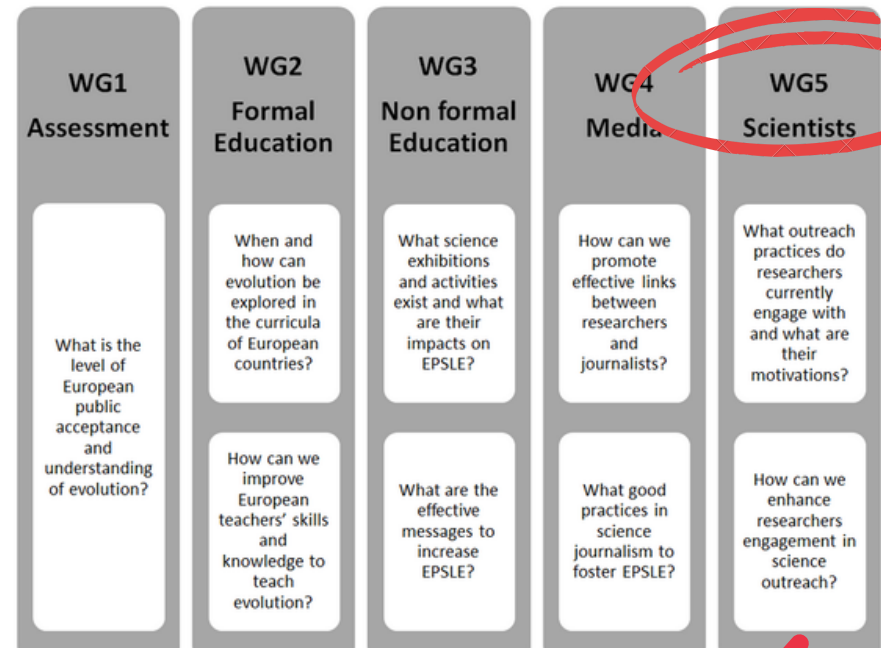 WG1
Assessment
What is the
level of
European
public
acceptance
and
understanding
of evolution?
WG2
Formal
Education
When and
how can
evolution be
explored in
the curricula
of European
countries?
How can we
improve
European
teachers' skills
and
knowledge to
teach
evolution?
WG3
Non formal
Education
What science
exhibitions
and activities
exist and what
are their
impacts on
EPSLE?
What are the
effective
messages to
increase
EPSLE?
WG4
Media
How can we
promote
effective links
between
researchers
and
journalists?
What good
practices in
science
journalism to
foster EPSLE?
WG5
Scientists
What outreach
practices do
researchers
currently
engage with
and what are
their
motivations?
How can we
enhance
researchers
engagement in
science
outreach?